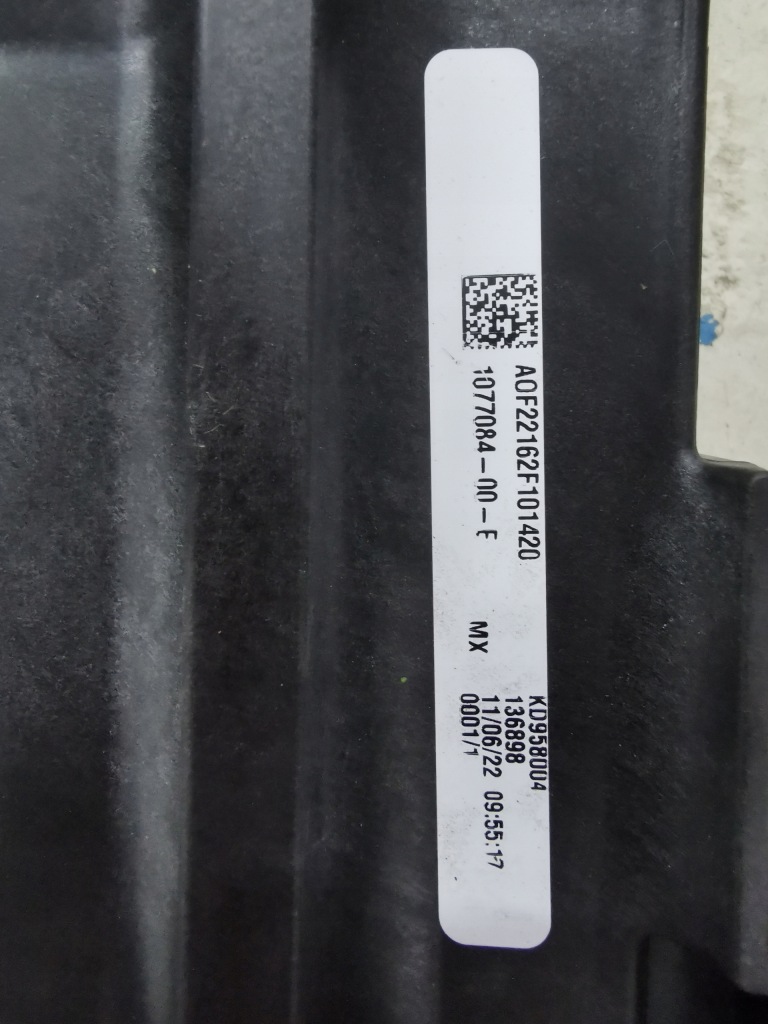 AOF22162F101420
1077084-00-F
MX
KD958004
136898
11/06/22 09:55:17
0001/1